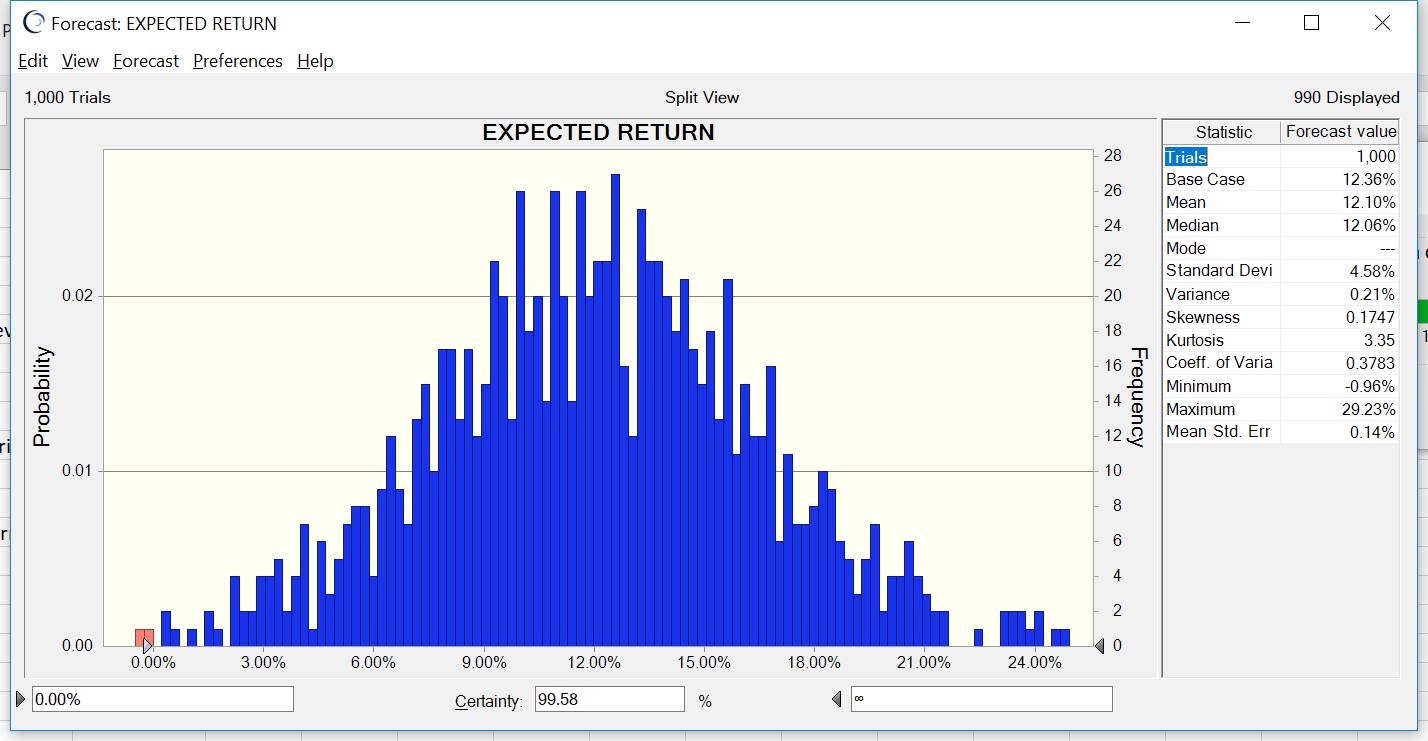 Forecast: EXPECTED RETURN
Edit View Forecast Preferences Help
1,000 Trials Split View 990 Displayed
EXPECTED RETURN
Probability
0.02
0.01
0.00
28
26
24
22
20
18
16
14
12
10
8
6
4
2
0
Frequency
0.00% 3.00% 6.00% 9.00% 12.00% 15.00% 18.00% 21.00% 24.00%
Statistic Forecast value
Trials 1,000
Base Case 12.36%
Mean 12.10%
Median 12.06%
Mode ---
Standard Devi 4.58%
Variance 0.21%
Skewness 0.1747
Kurtosis 3.35
Coeff. of Varia 0.3783
Minimum -0.96%
Maximum 29.23%
Mean Std. Err 0.14%
0.00% Certainty: 99.58 % ∞